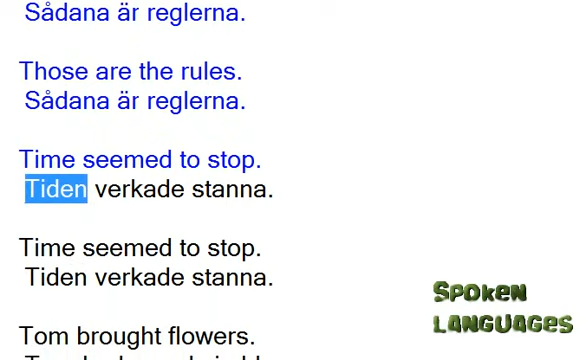 Sådana är reglerna.
Those are the rules.
Sådana är reglerna.
Time seemed to stop.
Tiden verkade stanna.
Time seemed to stop.
Tiden verkade stanna.
Tom brought flowers.
Spoken
Languages